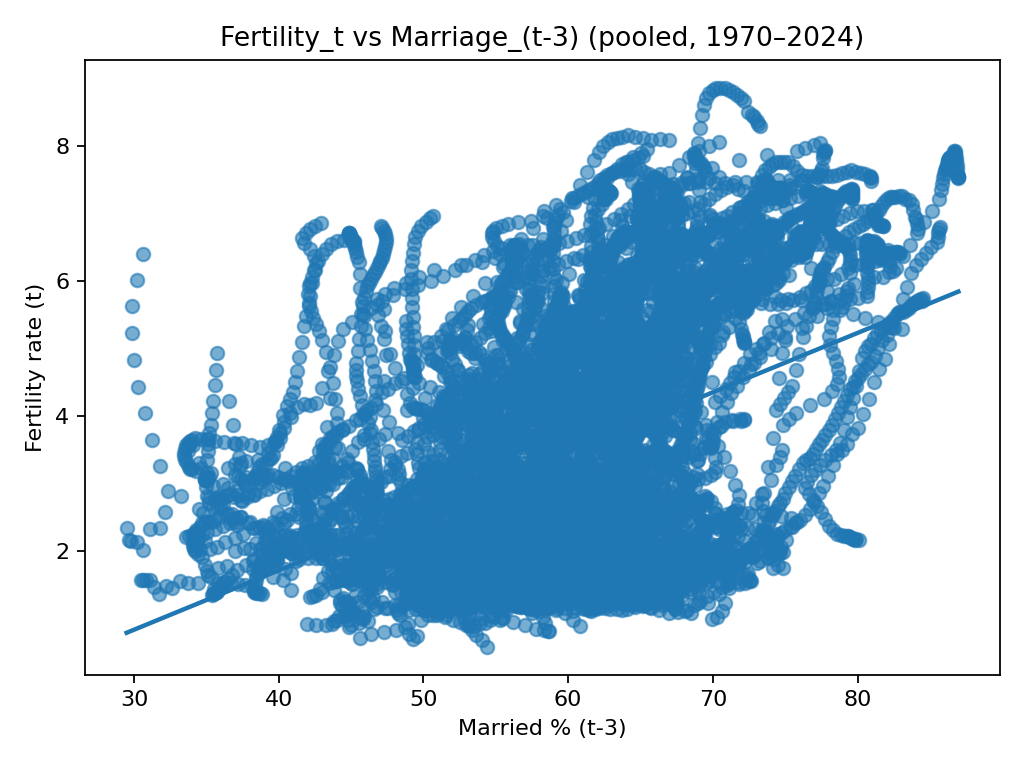 Fertility_t vs Marriage_(t-3) (pooled, 1970–2024)
Fertility rate (t)
8
6
4
2
30 40 50 60 70 80
Married % (t-3)